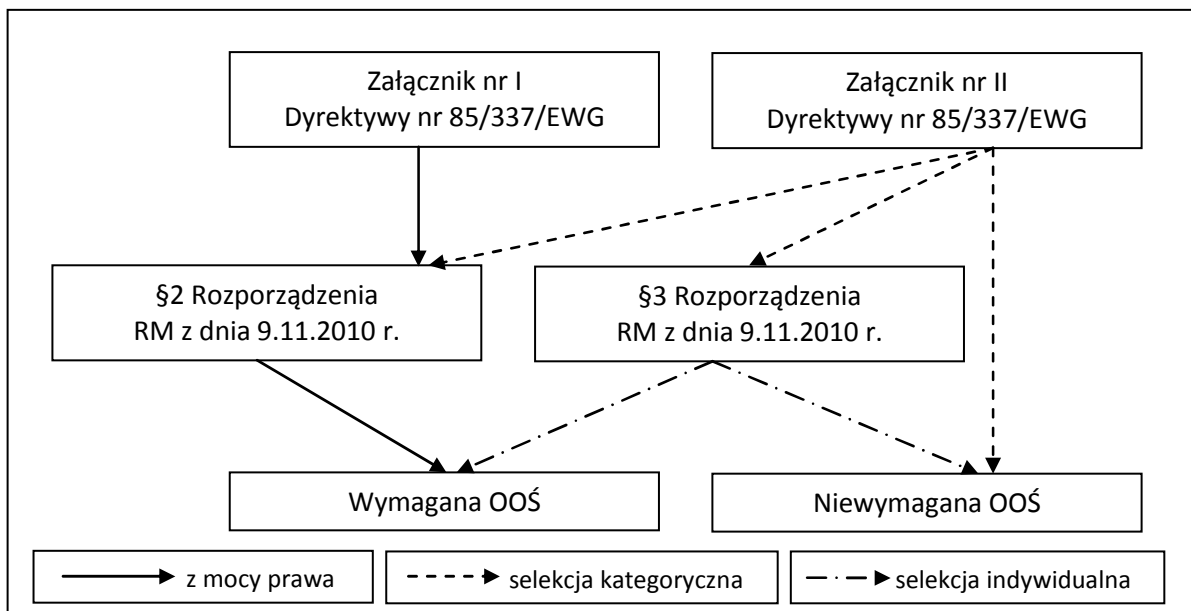 Załącznik nr I
Dyrektywy nr 85/337/EWG
Załącznik nr II
Dyrektywy nr 85/337/EWG
§2 Rozporządzenia
RM z dnia 9.11.2010 r.
§3 Rozporządzenia
RM z dnia 9.11.2010 r.
Wymagana OOŚ
Niewymagana OOŚ
z mocy prawa
selekcja kategoryczna
selekcja indywidualna